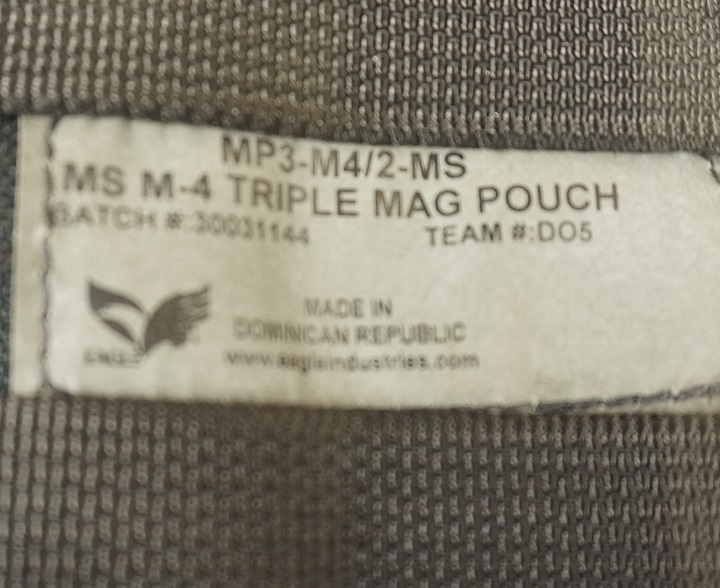 MP3-M4/2-MS
MS M-4 TRIPLE MAG POUCH
BATCH #:30031144
TEAM #:DO5
MADE IN
DOMINICAN REPUBLIC
www.eagleindustries.com